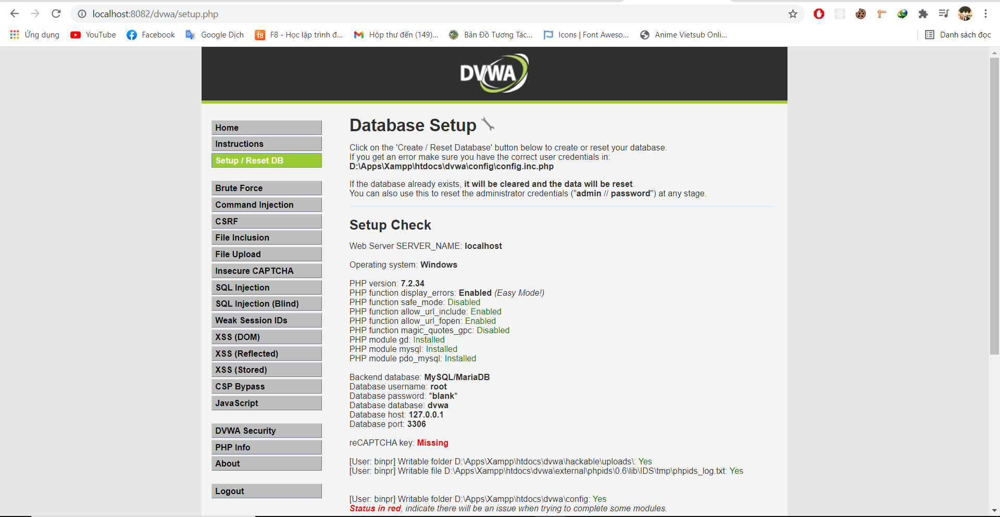 localhost:8082/dvwa/setup.php
Ứng dụng
YouTube
Facebook
Google Dịch
F8 - Học lập trình đ...
Hộp thư đến (149)...
Bản Đồ Tương Tác...
Icons | Font Aweso...
Anime Vietsub Onli...
Danh sách đọc
DVWA
Home
Instructions
Setup / Reset DB
Brute Force
Command Injection
CSRF
File Inclusion
File Upload
Insecure CAPTCHA
SQL Injection
SQL Injection (Blind)
Weak Session IDs
XSS (DOM)
XSS (Reflected)
XSS (Stored)
CSP Bypass
JavaScript
DVWA Security
PHP Info
About
Logout
Database Setup
Click on the 'Create / Reset Database' button below to create or reset your database.
If you get an error make sure you have the correct user credentials in:
D:\Apps\Xampp\htdocs\dvwa\config\config.inc.php
If the database already exists, it will be cleared and the data will be reset.
You can also use this to reset the administrator credentials ("admin // password") at any stage.
Setup Check
Web Server SERVER_NAME: localhost
Operating system: Windows
PHP version: 7.2.34
PHP function display_errors: Enabled (Easy Mode!)
PHP function safe_mode: Disabled
PHP function allow_url_include: Enabled
PHP function allow_url_fopen: Enabled
PHP function magic_quotes_gpc: Disabled
PHP module gd: Installed
PHP module mysql: Installed
PHP module pdo_mysql: Installed
Backend database: MySQL/MariaDB
Database username: root
Database password: *blank*
Database database: dvwa
Database host: 127.0.0.1
Database port: 3306
reCAPTCHA key: Missing
[User: binpr] Writable folder D:\Apps\Xampp\htdocs\dvwa\hackable\uploads\: Yes
[User: binpr] Writable file D:\Apps\Xampp\htdocs\dvwa\external\phpids\0.6\lib\IDS\tmp\phpids_log.txt: Yes
[User: binpr] Writable folder D:\Apps\Xampp\htdocs\dvwa\config: Yes
Status in red, indicate there will be an issue when trying to complete some modules.